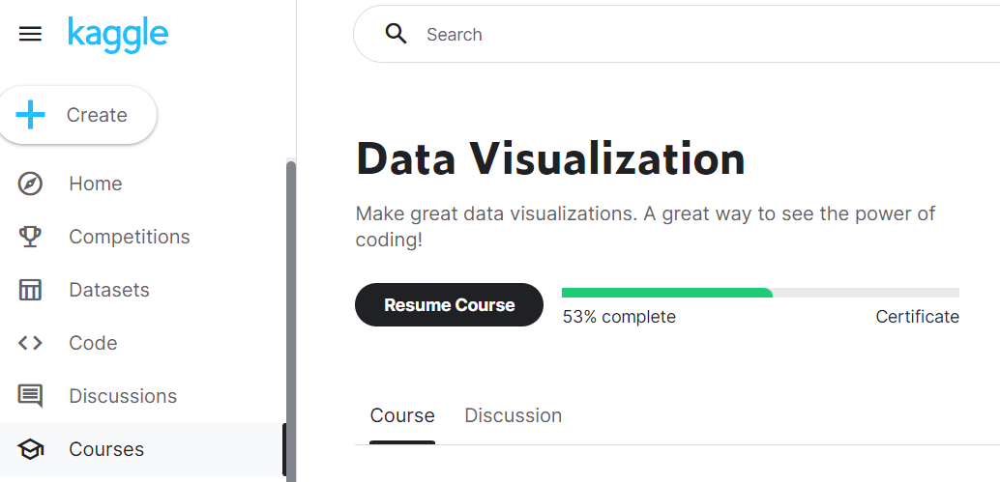 kaggle
Search
Create
Home
Competitions
Datasets
Code
Discussions
Courses
Data Visualization
Make great data visualizations. A great way to see the power of
coding!
Resume Course
53% complete
Certificate
Course
Discussion